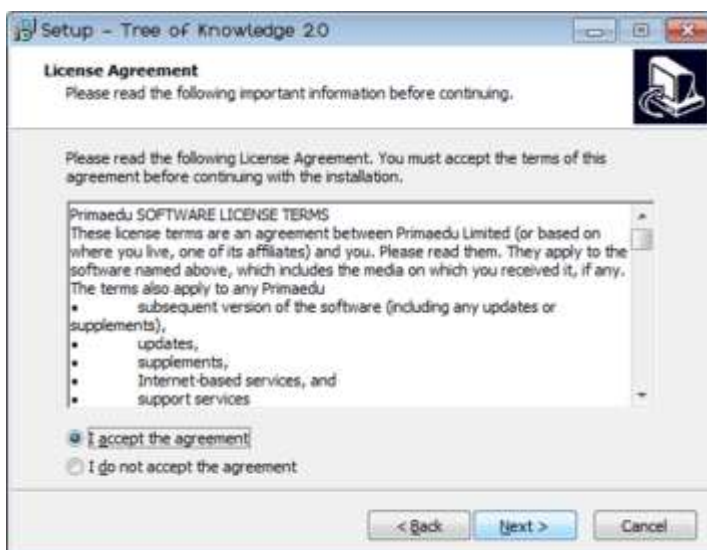 Setup - Tree of Knowledge 2.0
License Agreement
Please read the following important information before continuing.
Please read the following License Agreement. You must accept the terms of this
agreement before continuing with the installation.
Primaedu SOFTWARE LICENSE TERMS
These license terms are an agreement between Primaedu Limited (or based on
where you live, one of its affiliates) and you. Please read them. They apply to the
software named above, which includes the media on which you received it, if any.
The terms also apply to any Primaedu
• subsequent version of the software (including any updates or
supplements),
• updates,
• supplements,
• Internet-based services, and
• support services
I accept the agreement
I do not accept the agreement
< Back Next > Cancel